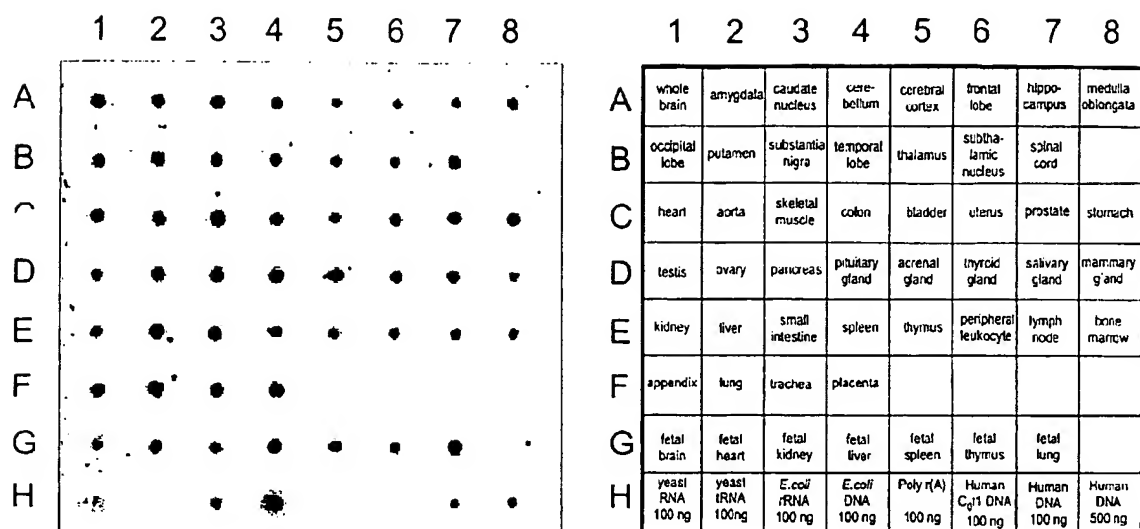 1 2 3 4 5 6 7 8
A
B
D
E
F
G
H
1 2 3 4 5 6 7 8
A
whole
brain
amygdala
caudate
nucleus
cere-
bellum
cerebral
cortex
frontal
lobe
hippo-
campus
medulla
oblongata
B
occipital
lobe
putamen
substantia
nigra
temporal
lobe
thalamus
subtha-
lamic
nucleus
spinal
cord
C
heart
aorta
skeletal
muscle
colon
bladder
uterus
prostate
stomach
D
testis
ovary
pancreas
pituitary
gland
adrenal
gland
thyroid
gland
salivary
gland
mammary
gland
E
kidney
liver
small
intestine
spleen
thymus
peripheral
leukocyte
lymph
node
bone
marrow
F
appendix
lung
trachea
placenta
G
fetal
brain
fetal
heart
fetal
kidney
fetal
liver
fetal
spleen
fetal
thymus
fetal
lung
H
yeast
RNA
100 ng
yeast
tRNA
100ng
E.coli
rRNA
100 ng
E.coli
DNA
100 ng
Poly r(A)
100 ng
Human
C₀t1 DNA
100 ng
Human
DNA
100 ng
Human
DNA
500 ng